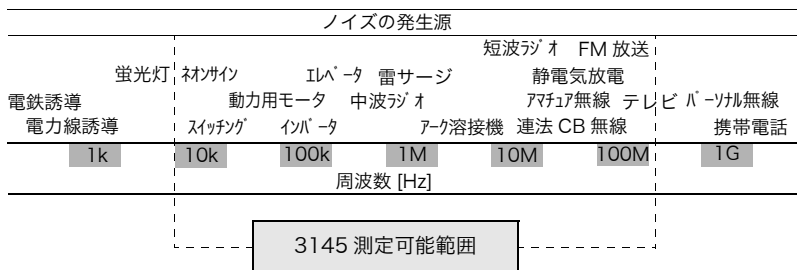 ノイズの発生源
短波ラジオ FM 放送
蛍光灯 ネオンサイン エレベータ 雷サージ 静電気放電
電鉄誘導 動力用モータ 中波ラジオ アマチュア無線 テレビ パーソナル無線
電力線誘導 スイッチング インバータ アーク溶接機 違法 CB 無線 携帯電話
1k 10k 100k 1M 10M 100M 1G
周波数 [Hz]
3145 測定可能範囲